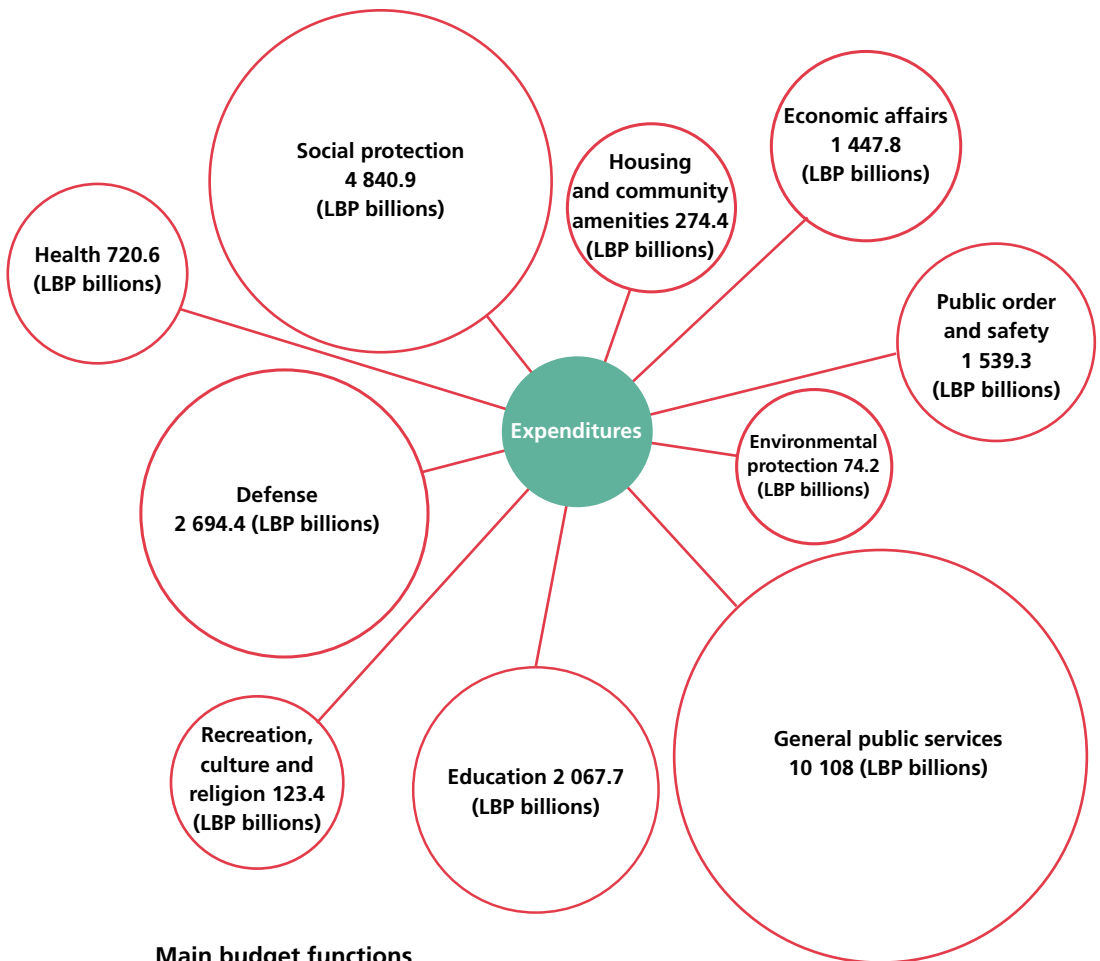 Social protection
4 840.9
(LBP billions)
Economic affairs
1 447.8
(LBP billions)
Housing
and community
amenities 274.4
(LBP billions)
Health 720.6
(LBP billions)
Public order
and safety
1 539.3
(LBP billions)
Expenditures
Environmental
protection 74.2
(LBP billions)
Defense
2 694.4 (LBP billions)
Recreation,
culture and
religion 123.4
(LBP billions)
Education 2 067.7
(LBP billions)
General public services
10 108 (LBP billions)
Main budget functions